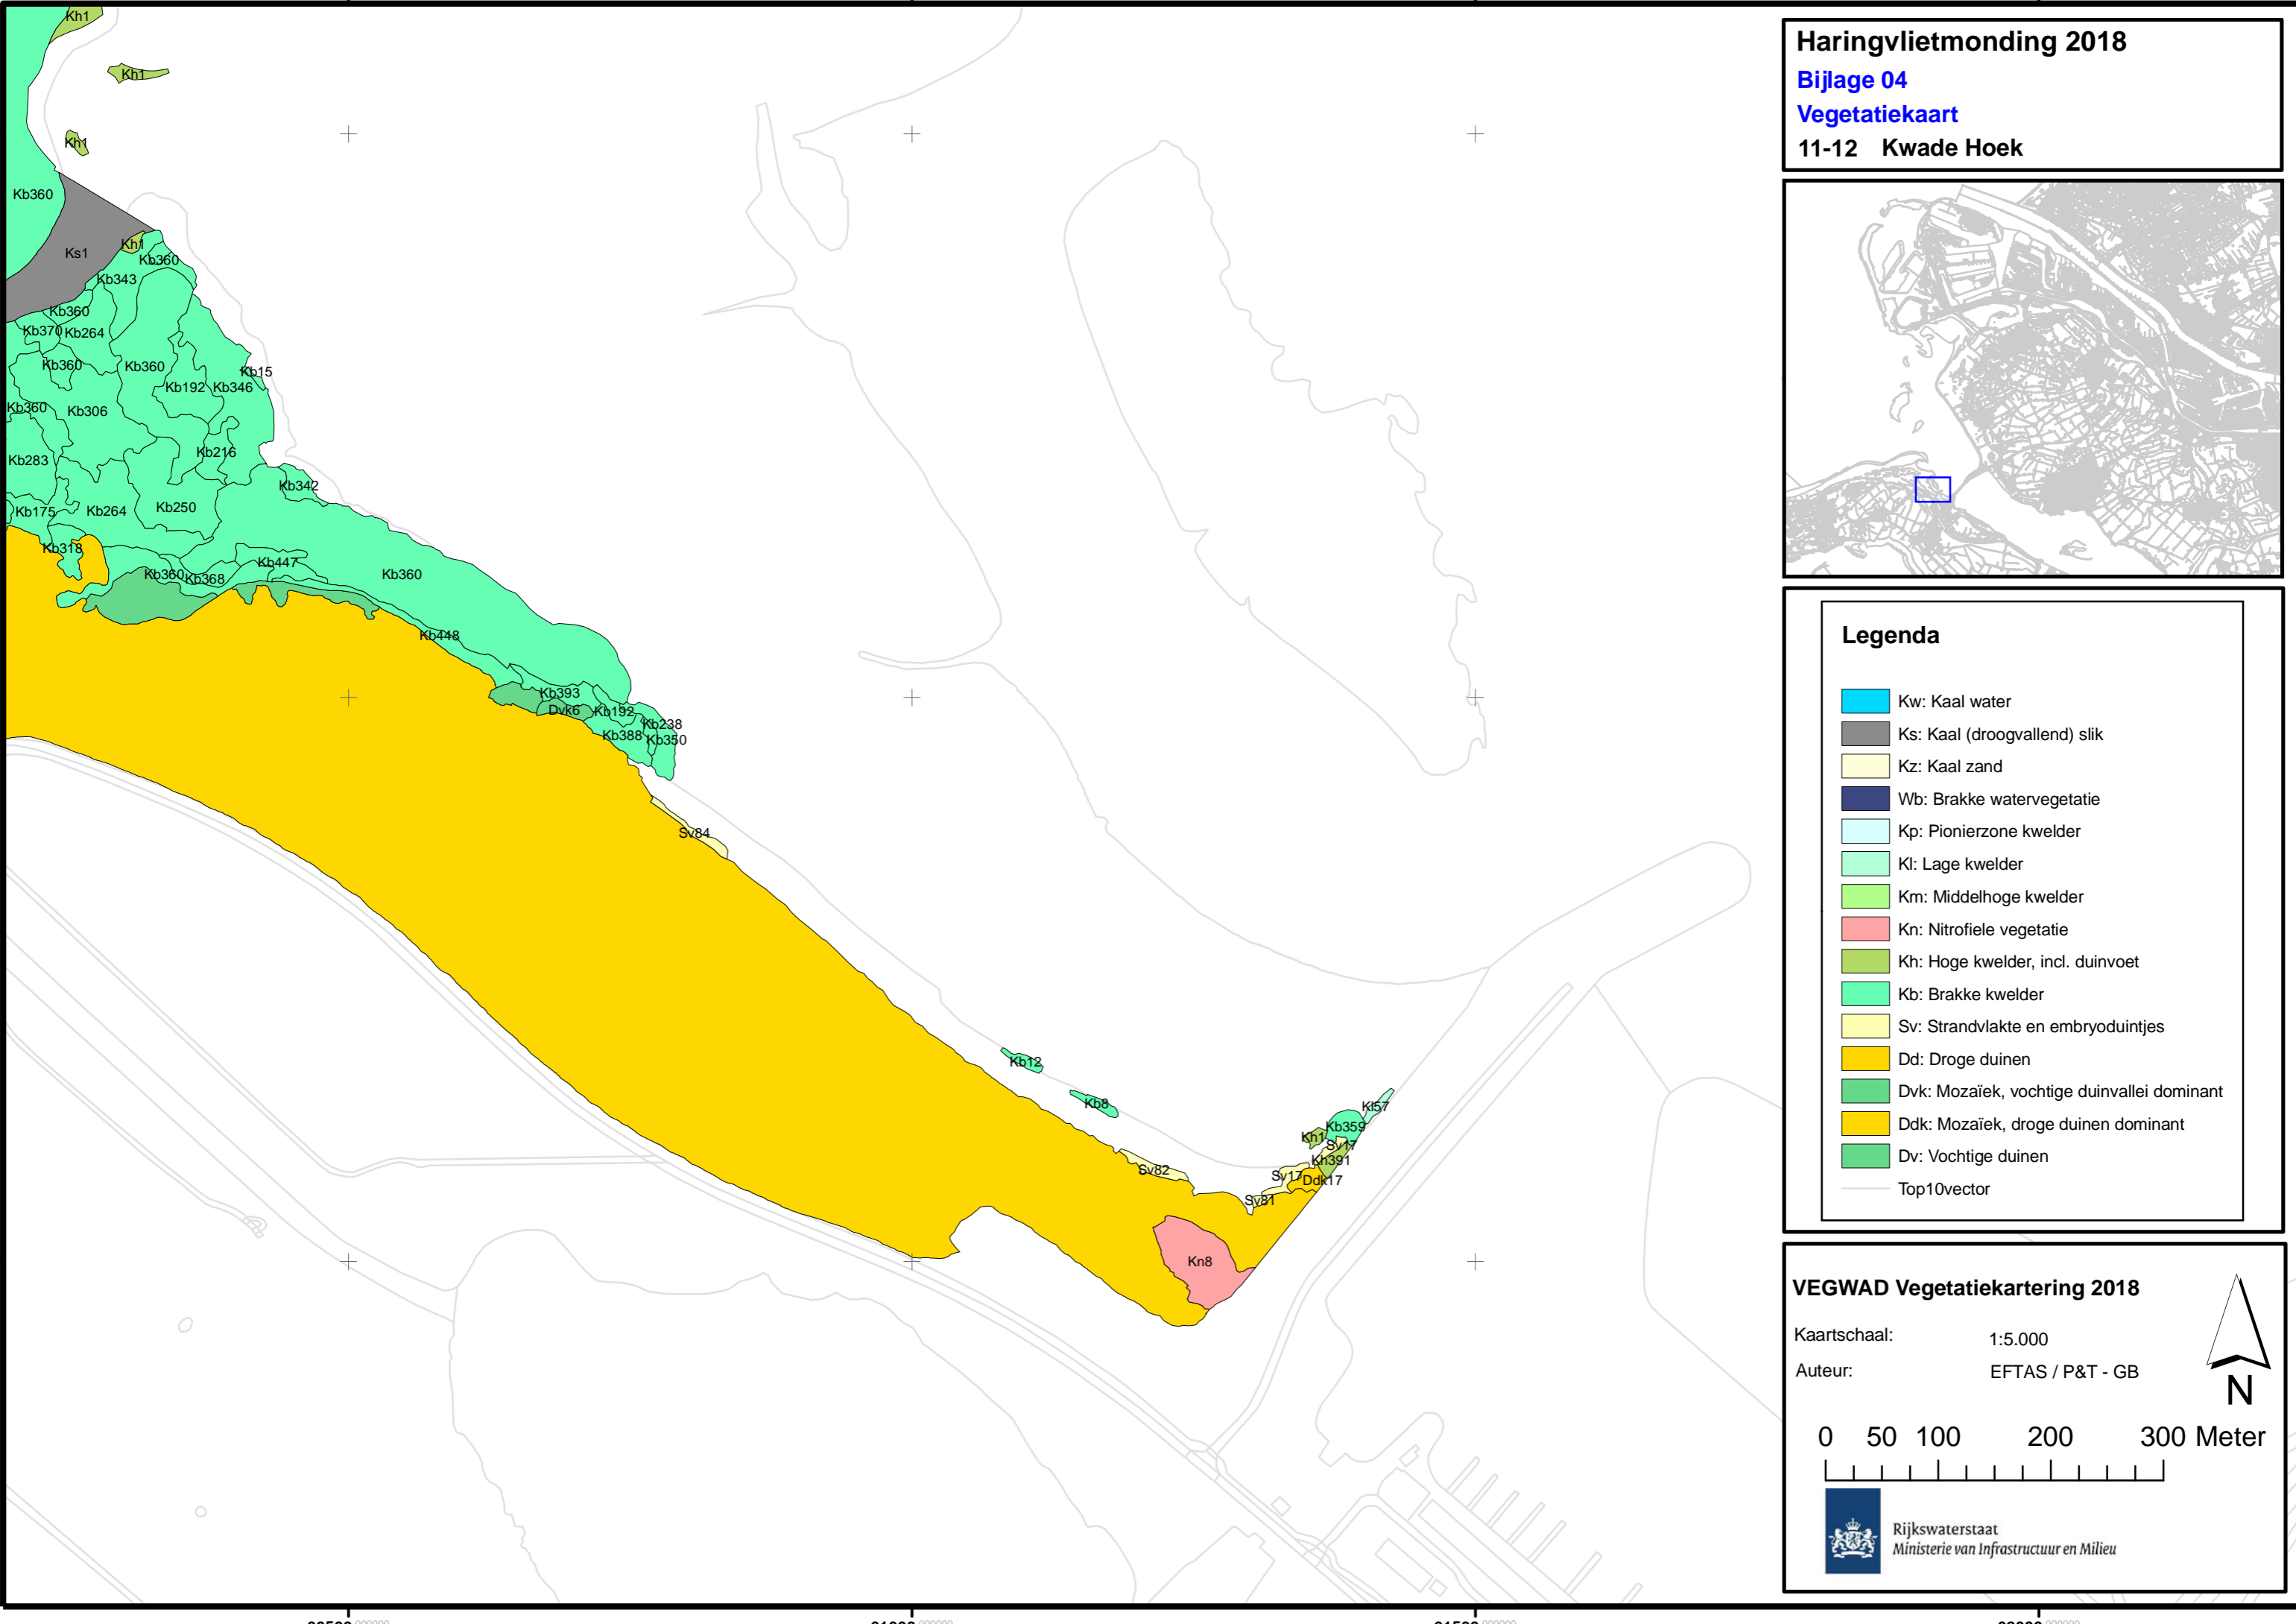 Haringvlietmonding 2018
Bijlage 04
Vegetatiekaart
11-12 Kwade Hoek
Kh1
Kh1
Kh1
Kb360
Ks1
Kh1
Kb360
Kb343
Kb360
Kb370
Kb264
Kb360
Kb360
Kb15
Kb192
Kb346
Kb360
Kb306
Kb283
Kb216
Kb342
Kb175
Kb264
Kb250
Kb318
Kb447
Kb360
Kb368
Kb360
Kb448
Kb393
Dvk6
Kb192
Kb238
Kb388
Kb350
Sv84
Kb12
Kb8
Kl57
Kb359
Kh1
Sv17
Kh391
Sv82
Sv17
Ddk17
Sv81
Kn8
Legenda
Kw: Kaal water
Ks: Kaal (droogvallend) slik
Kz: Kaal zand
Wb: Brakke watervegetatie
Kp: Pionierzone kwelder
Kl: Lage kwelder
Km: Middelhoge kwelder
Kn: Nitrofiele vegetatie
Kh: Hoge kwelder, incl. duinvoet
Kb: Brakke kwelder
Sv: Strandvlakte en embryoduintjes
Dd: Droge duinen
Dvk: Mozaïek, vochtige duinvallei dominant
Ddk: Mozaïek, droge duinen dominant
Dv: Vochtige duinen
Top10vector
VEGWAD Vegetatiekartering 2018
Kaartschaal: 1:5.000
Auteur: EFTAS / P&T - GB
N
0 50 100 200 300 Meter
Rijkswaterstaat
Ministerie van Infrastructuur en Milieu